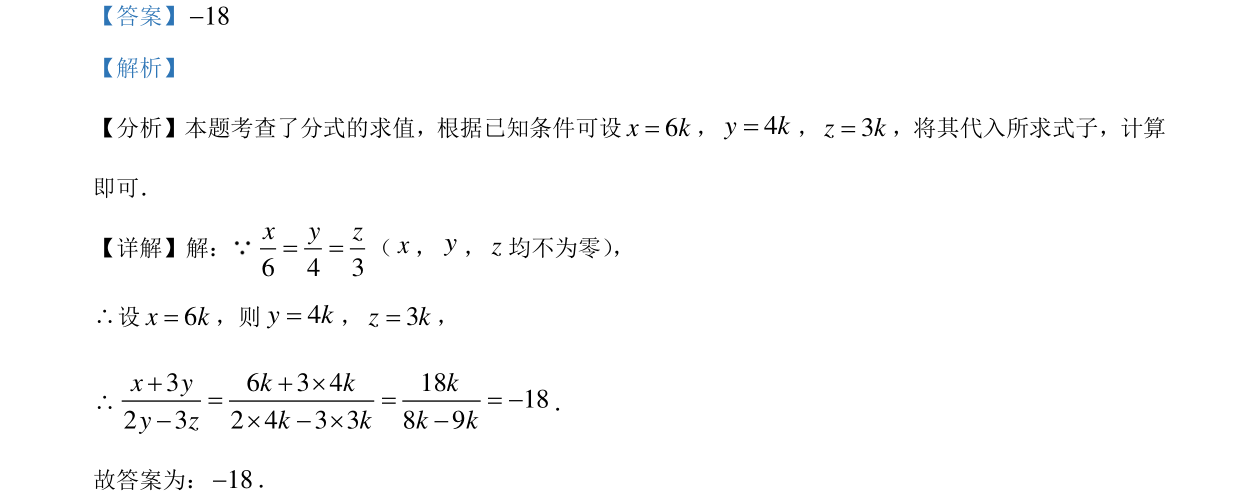 【答案】−18
【解析】
【分析】本题考查了分式的求值，根据已知条件可设 x = 6k ， y = 4k ， z = 3k ，将其代入所求式子，计算
即可．
【详解】解：∵ x/6 = y/4 = z/3 （ x ， y ， z 均不为零），
∴设 x = 6k ，则 y = 4k ， z = 3k ，
∴ (x+3y)/(2y−3z) = (6k+3×4k)/(2×4k−3×3k) = 18k/(8k−9k) = −18 ．
故答案为：−18 ．